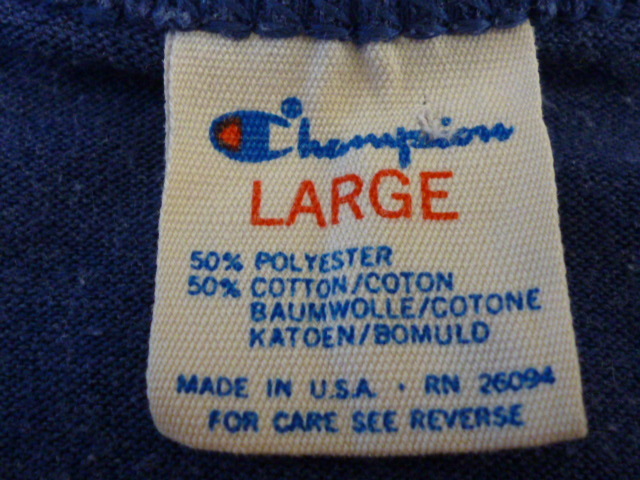 Champion
LARGE
50% POLYESTER
50% COTTON/COTON
BAUMWOLLE/COTONE
KATOEN/BOMULD
MADE IN U.S.A. · RN 26094
FOR CARE SEE REVERSE